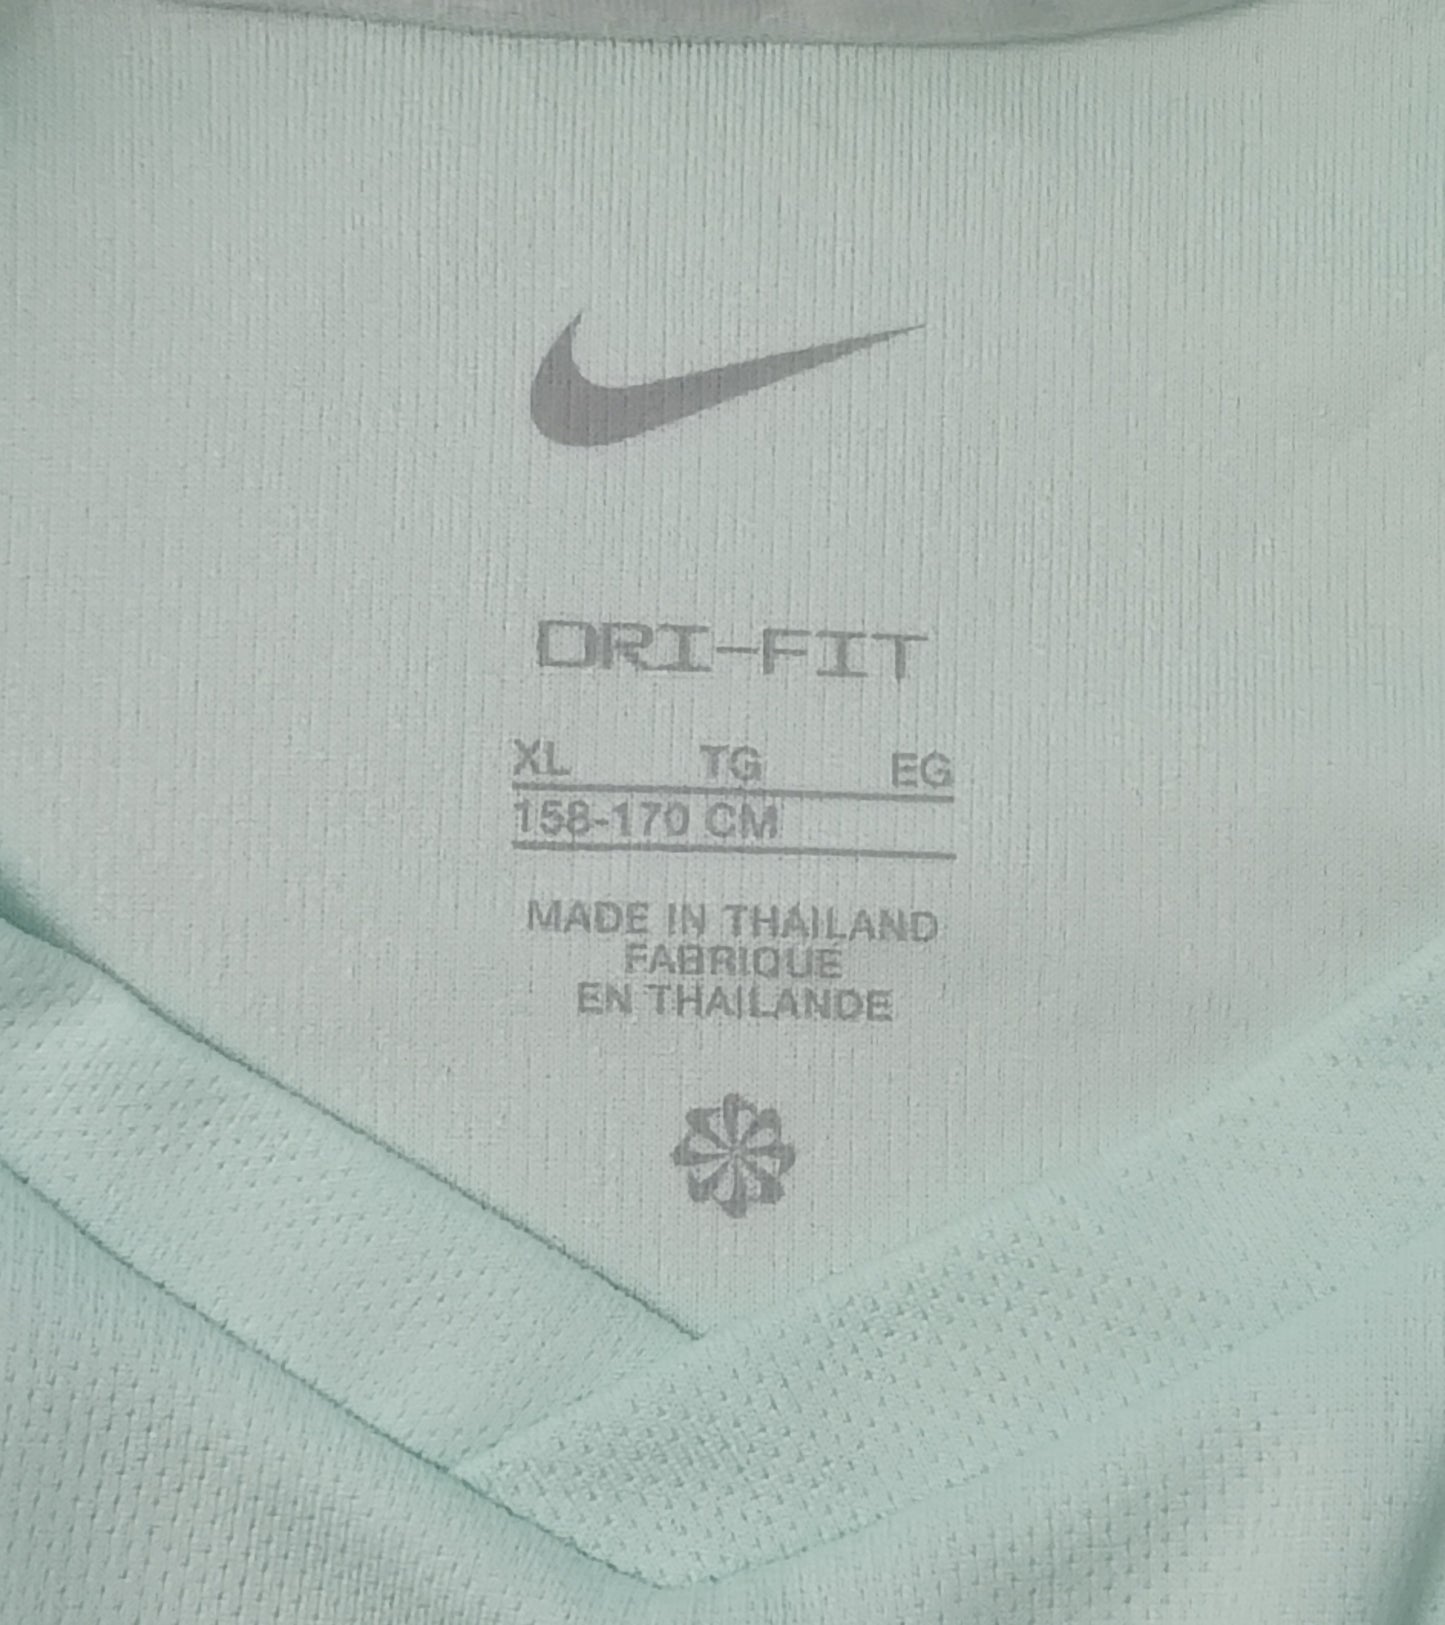 DRI-FIT
XL TG EG
158-170 CM
MADE IN THAILAND
FABRIQUE
EN THAILANDE